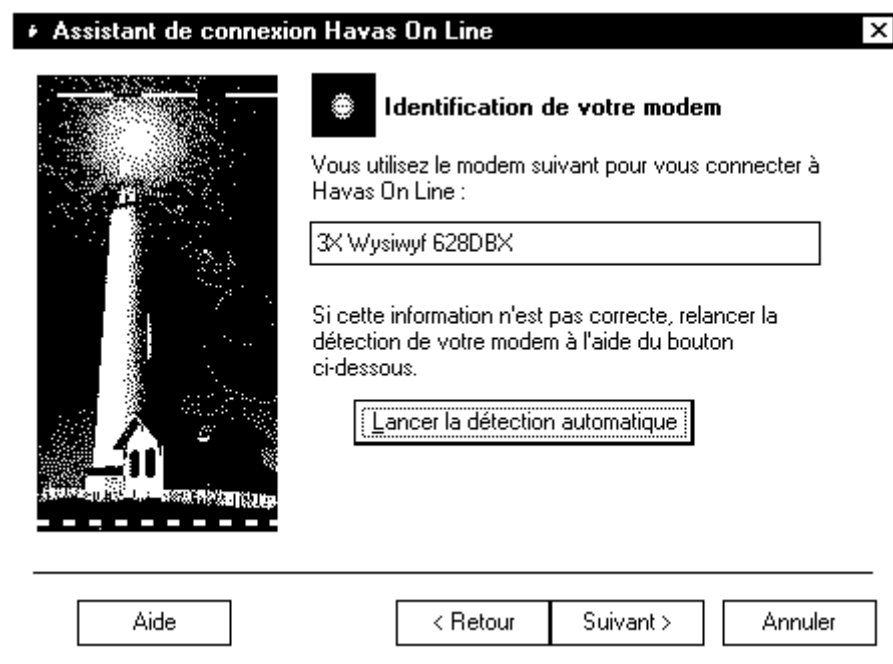 Assistant de connexion Havas On Line
Identification de votre modem
Vous utilisez le modem suivant pour vous connecter à
Havas On Line :
3X Wysiwyf 628DBX
Si cette information n'est pas correcte, relancer la
détection de votre modem à l'aide du bouton
ci-dessous.
Lancer la détection automatique
Aide
< Retour
Suivant >
Annuler